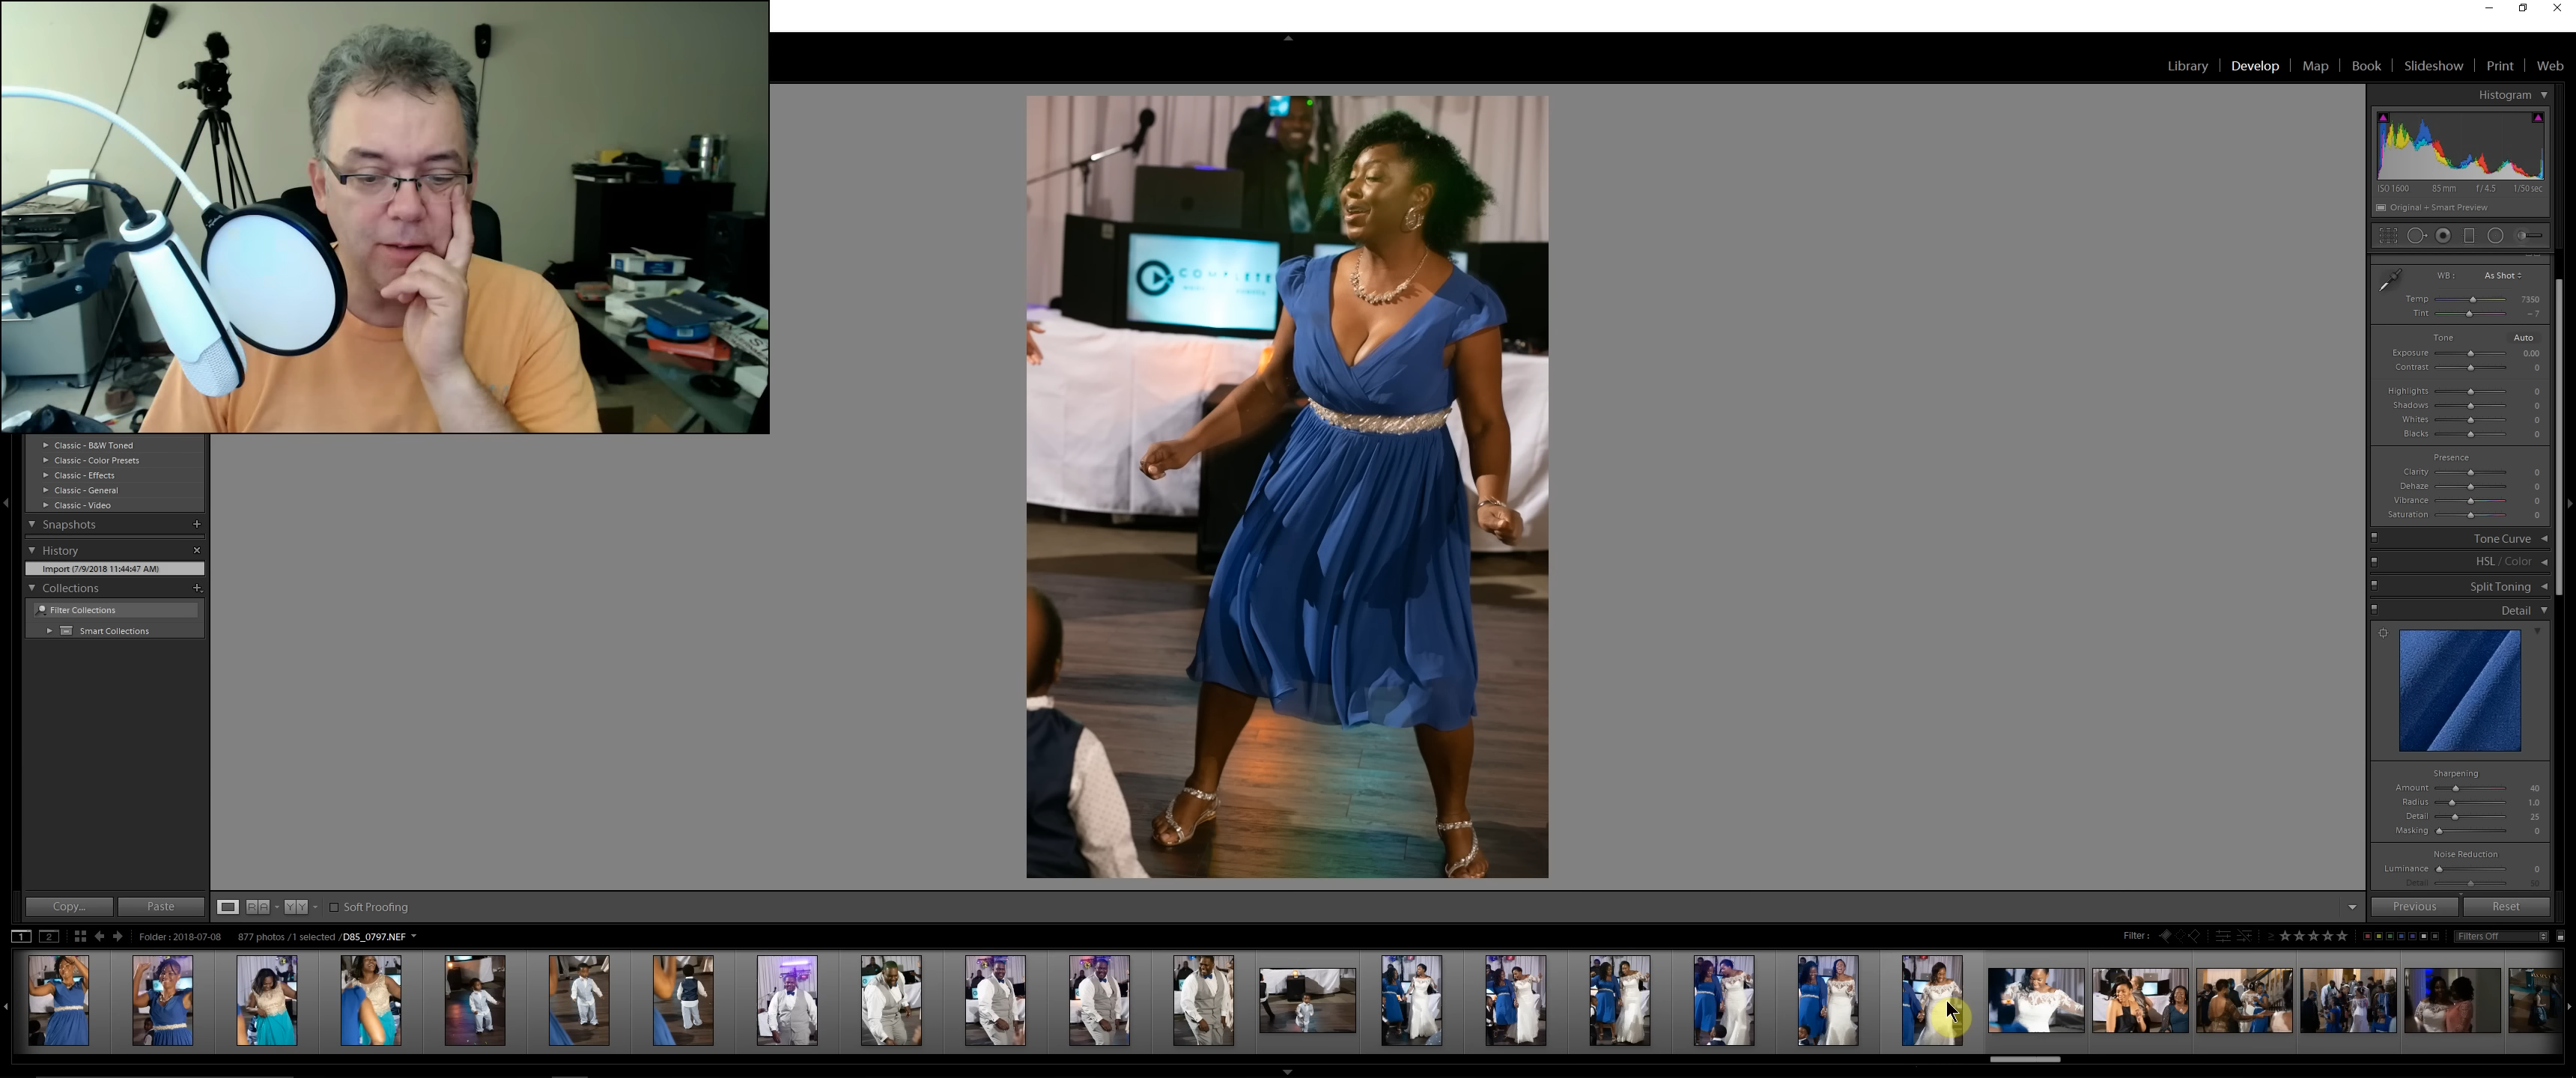 Library | Develop | Map | Book | Slideshow | Print | Web
Histogram
ISO 1600 85 mm f / 4.5 1/50 sec
Original + Smart Preview
WB : As Shot
Temp 7350
Tint - 7
Tone Auto
Exposure 0.00
Contrast 0
Highlights 0
Shadows 0
Whites 0
Blacks 0
Presence
Clarity 0
Dehaze 0
Vibrance 0
Saturation 0
Tone Curve
HSL / Color
Split Toning
Detail
Sharpening
Amount 40
Radius 1.0
Detail 25
Masking 0
Noise Reduction
Luminance 0
Detail 50
Previous Reset
COMPLETE
Classic - B&W Toned
Classic - Color Presets
Classic - Effects
Classic - General
Classic - Video
Snapshots
History
Import (7/9/2018 11:44:47 AM)
Collections
Filter Collections
Smart Collections
Copy... Paste
Soft Proofing
1 2 Folder : 2018-07-08 877 photos / 1 selected / D85_0797.NEF
Filter : Filters Off